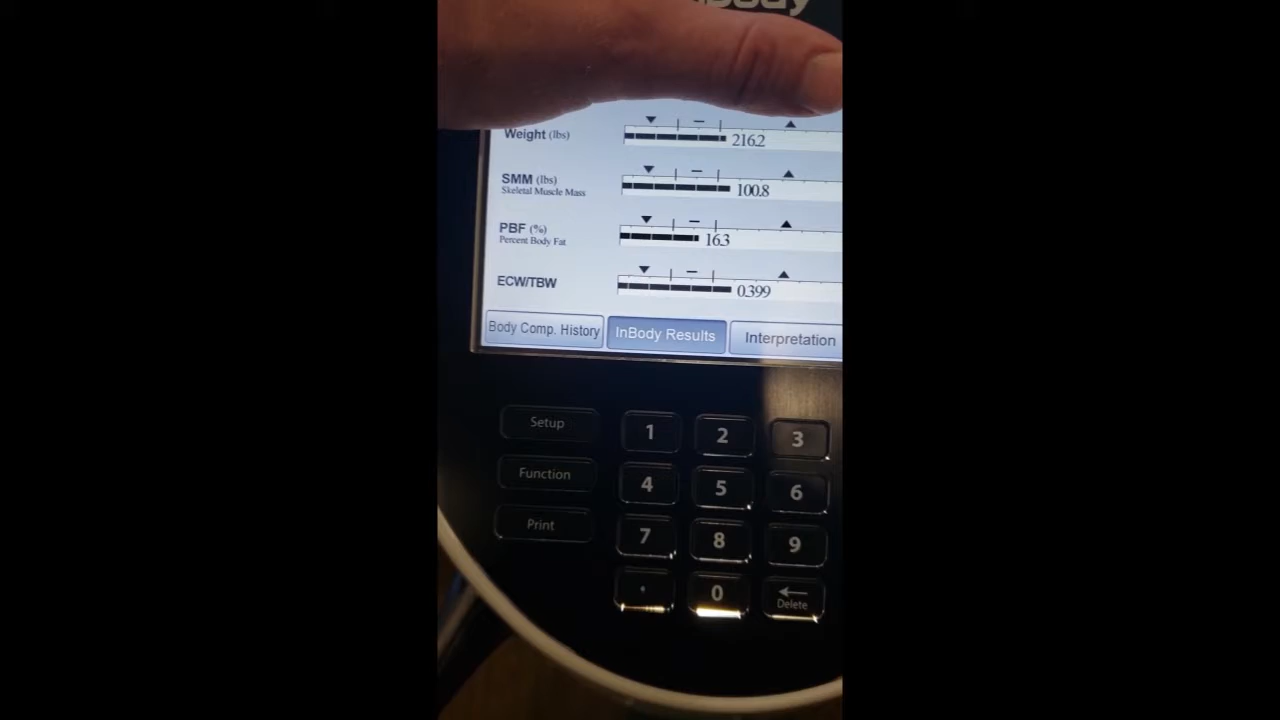 Weight (lbs)
216.2
SMM (lbs)
Skeletal Muscle Mass
100.8
PBF (%)
Percent Body Fat
16.3
ECW/TBW
0.399
Body Comp. History
InBody Results
Interpretation
Setup
1
2
3
Function
4
5
6
Print
7
8
9
.
0
Delete